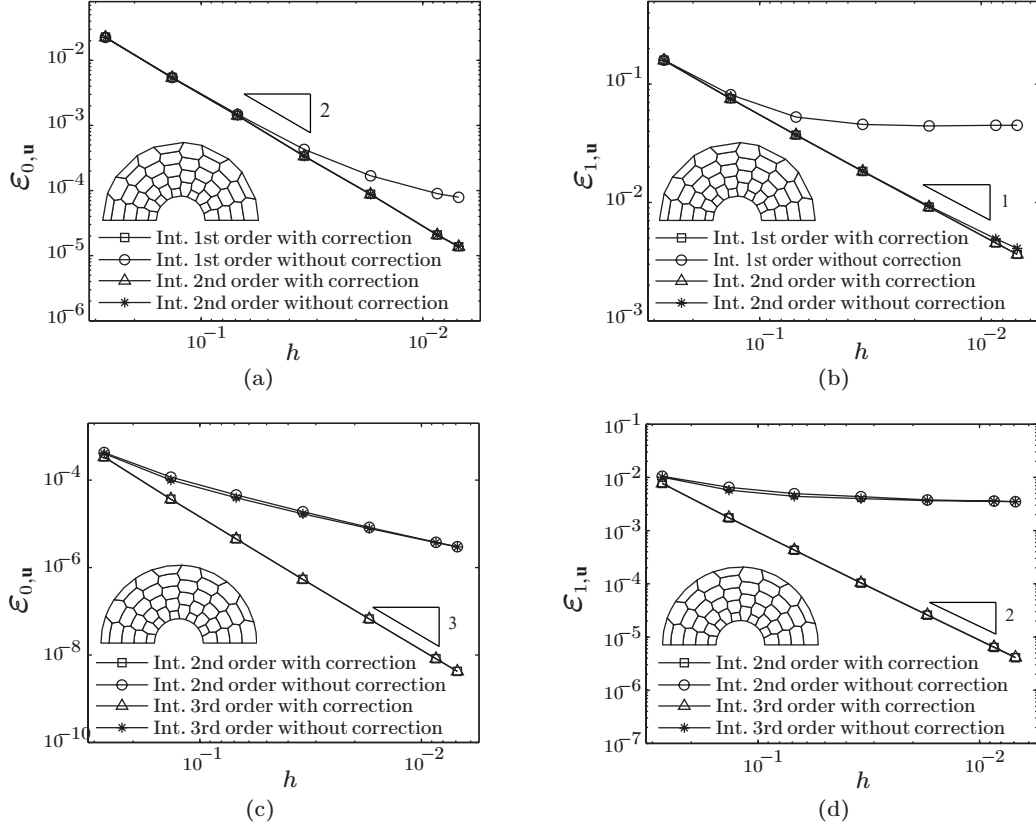 10^{-2}
10^{-3}
10^{-4}
10^{-5}
10^{-6}
ℰ_{0,u}
2
Int. 1st order with correction
Int. 1st order without correction
Int. 2nd order with correction
Int. 2nd order without correction
10^{-1}
10^{-2}
h
(a)
10^{-1}
10^{-2}
10^{-3}
ℰ_{1,u}
1
Int. 1st order with correction
Int. 1st order without correction
Int. 2nd order with correction
Int. 2nd order without correction
10^{-1}
10^{-2}
h
(b)
10^{-4}
10^{-6}
10^{-8}
10^{-10}
ℰ_{0,u}
3
Int. 2nd order with correction
Int. 2nd order without correction
Int. 3rd order with correction
Int. 3rd order without correction
10^{-1}
10^{-2}
h
(c)
10^{-1}
10^{-2}
10^{-3}
10^{-4}
10^{-5}
10^{-6}
10^{-7}
ℰ_{1,u}
2
Int. 2nd order with correction
Int. 2nd order without correction
Int. 3rd order with correction
Int. 3rd order without correction
10^{-1}
10^{-2}
h
(d)